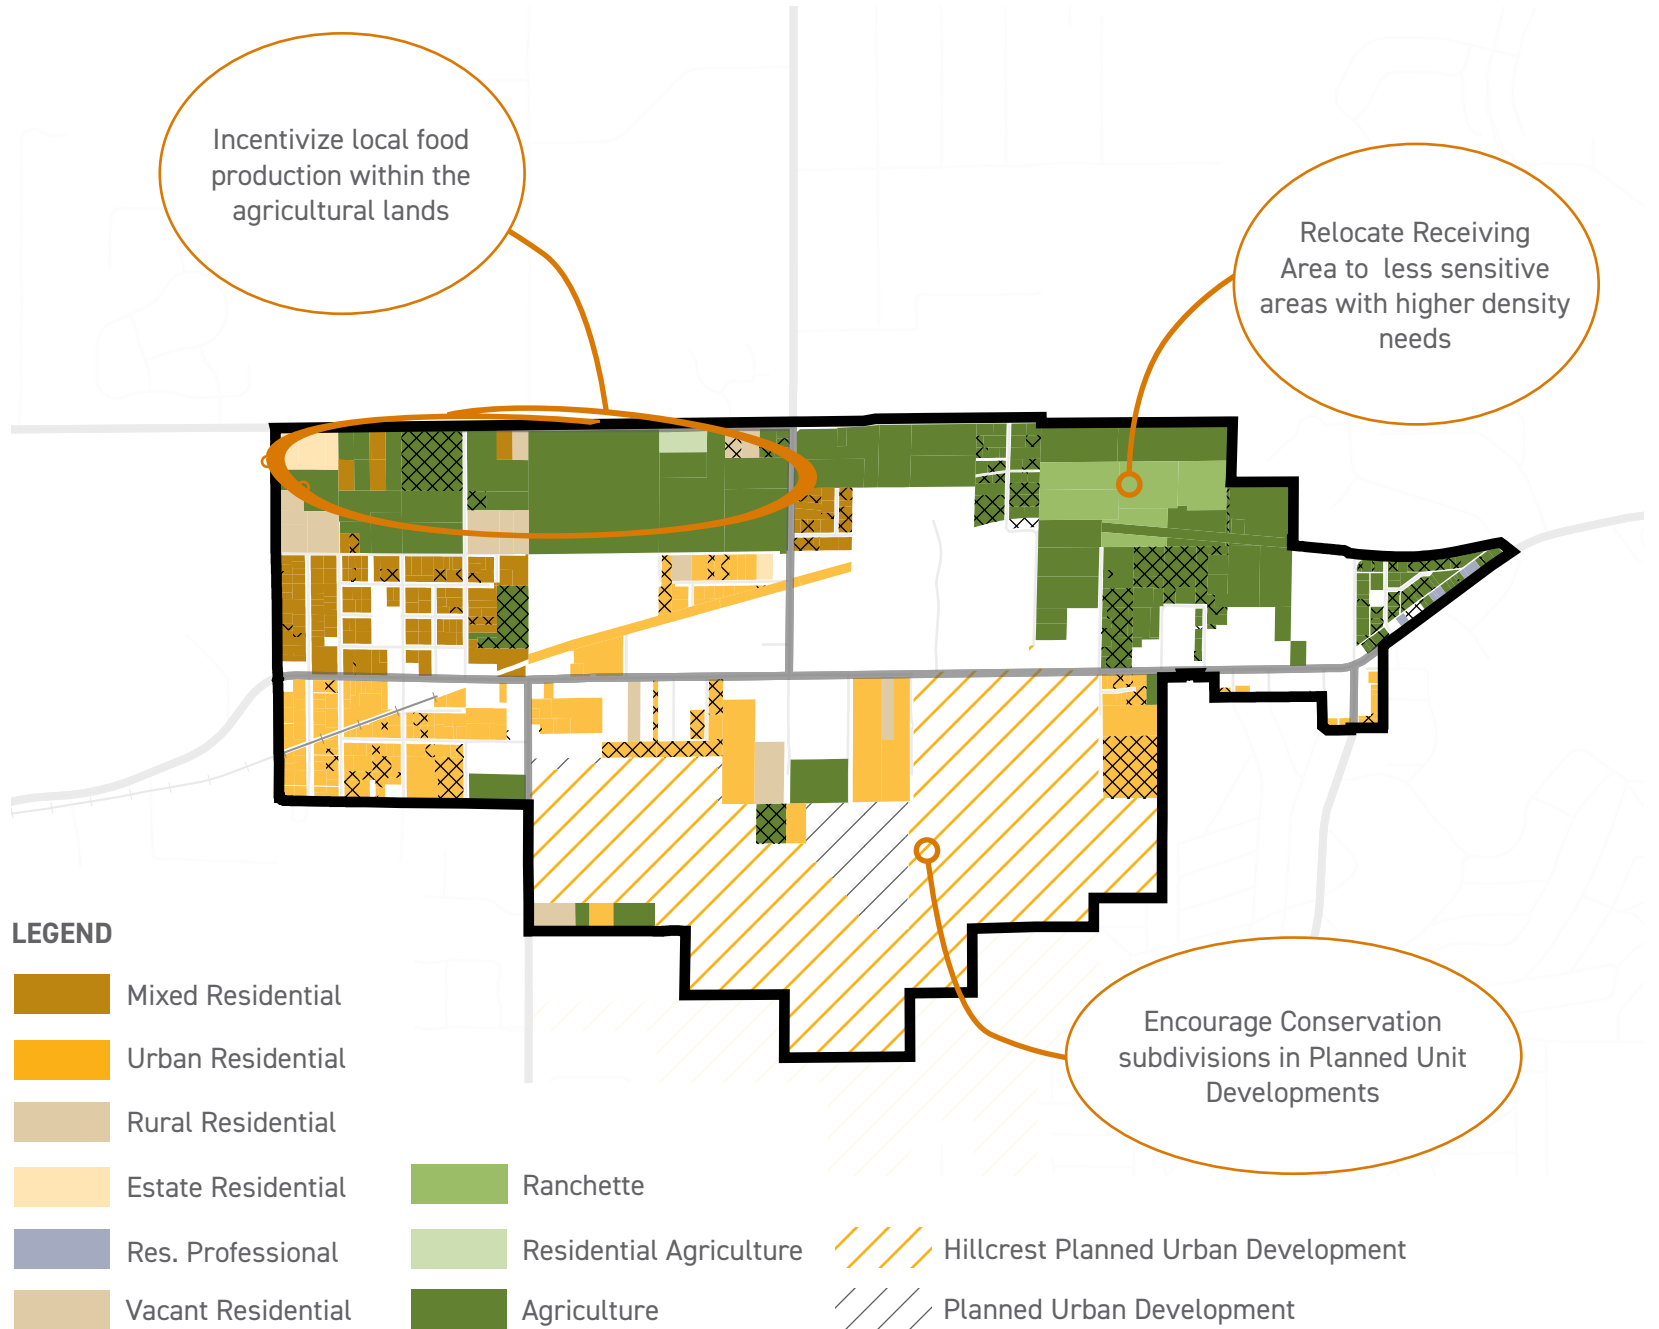 Incentivize local food
production within the
agricultural lands
Relocate Receiving
Area to less sensitive
areas with higher density
needs
Encourage Conservation
subdivisions in Planned Unit
Developments
LEGEND
Mixed Residential
Urban Residential
Rural Residential
Estate Residential
Res. Professional
Vacant Residential
Ranchette
Residential Agriculture
Agriculture
Hillcrest Planned Urban Development
Planned Urban Development